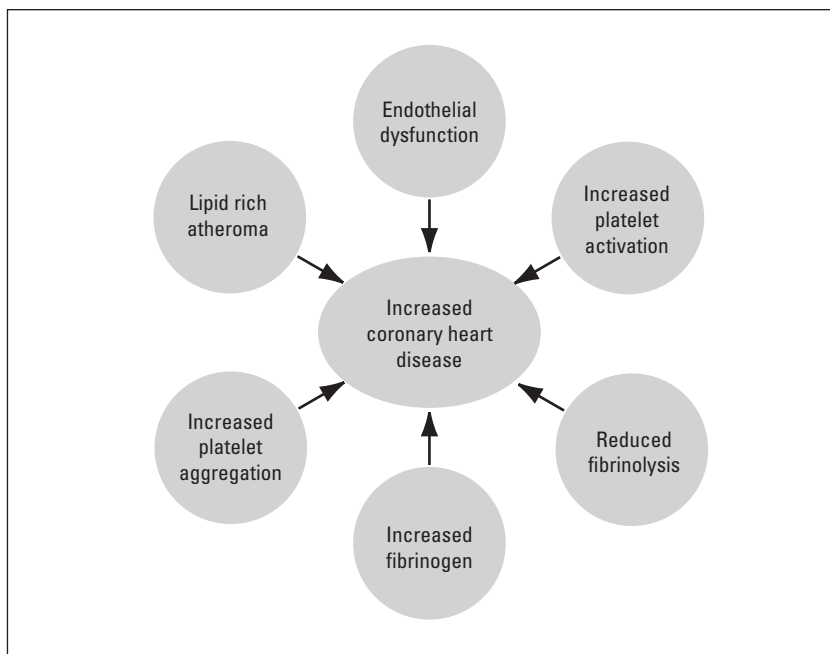 Endothelial
dysfunction
Lipid rich
atheroma
Increased
platelet
activation
Increased
coronary heart
disease
Increased
platelet
aggregation
Reduced
fibrinolysis
Increased
fibrinogen